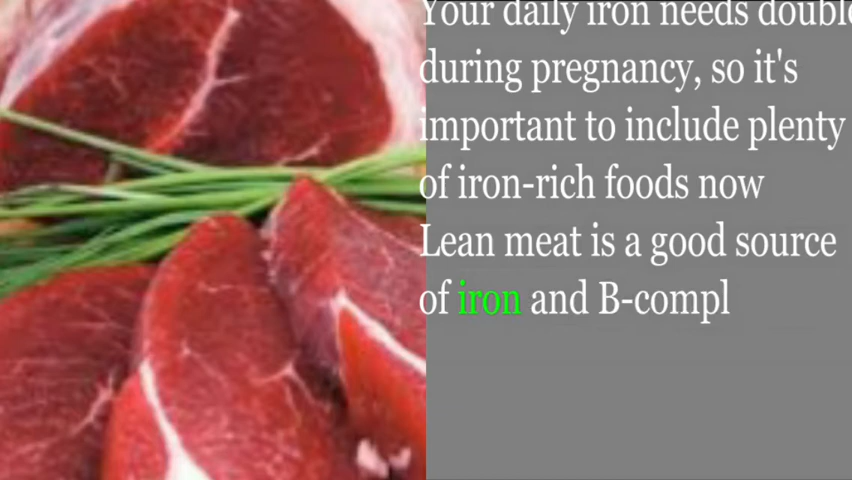 Your daily iron needs double
during pregnancy, so it's
important to include plenty
of iron-rich foods now
Lean meat is a good source
of iron and B-compl